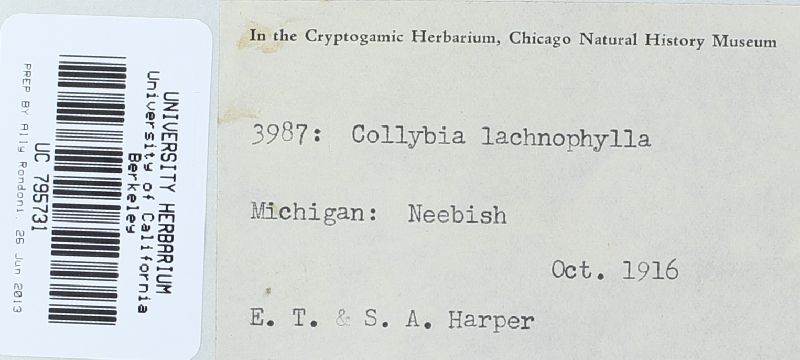 In the Cryptogamic Herbarium, Chicago Natural History Museum
3987: Collybia lachnophylla
Michigan: Neebish
Oct. 1916
E. T. & S. A. Harper
UNIVERSITY HERBARIUM
University of California
Berkeley
UC 795731
PREP BY Ally Rondoni. 26 Jun 2013